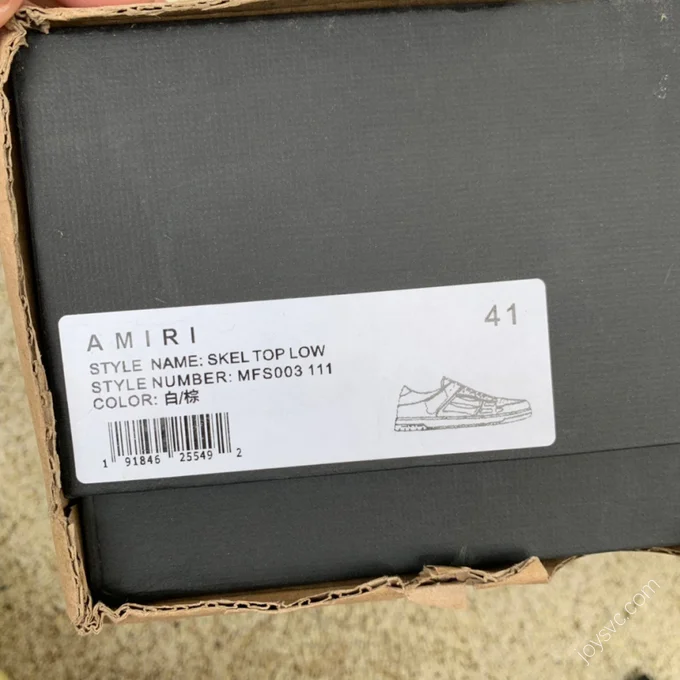 AMIRI
41
STYLE NAME: SKEL TOP LOW
STYLE NUMBER: MFS003 111
COLOR: 白/棕
1 91846 25549 2
joysvc.com